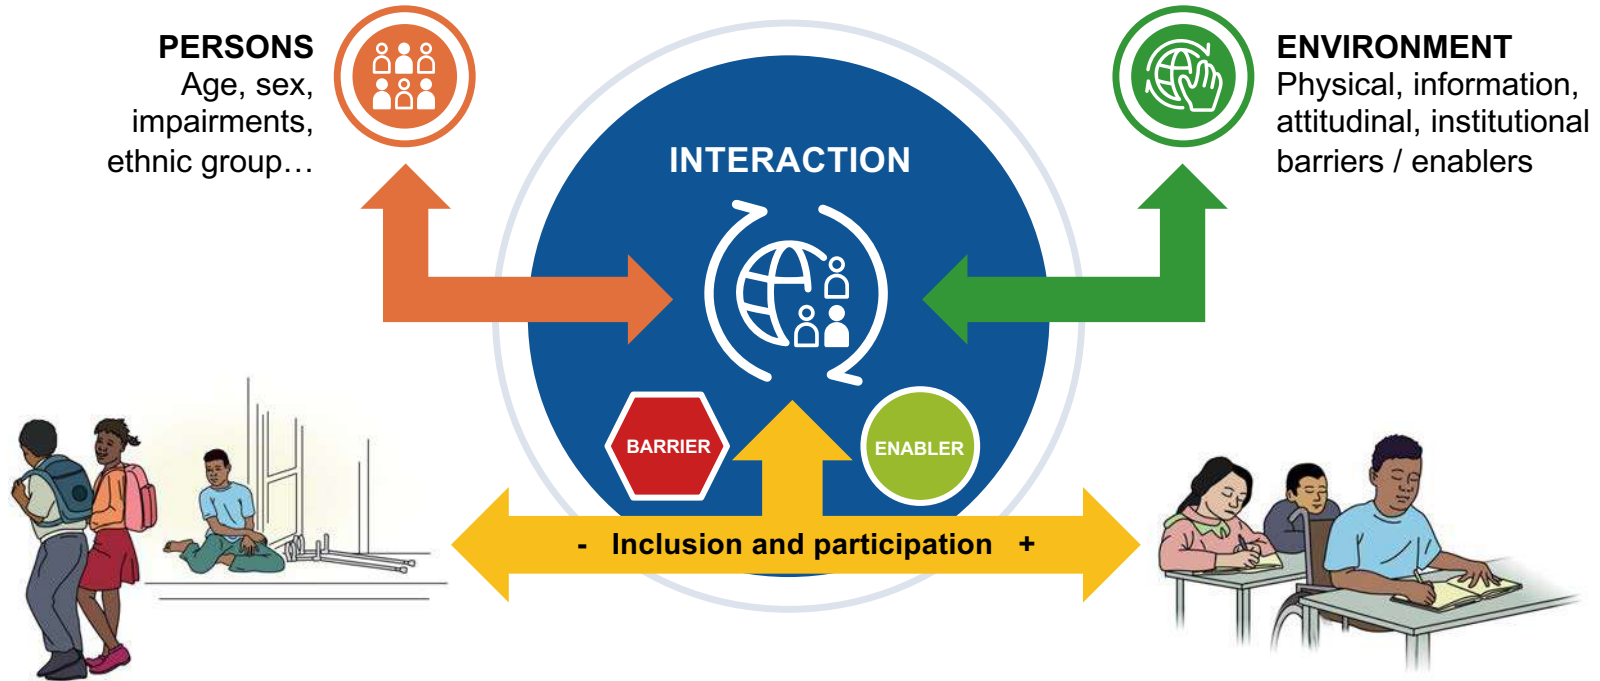 PERSONS
Age, sex,
impairments,
ethnic group…
INTERACTION
ENVIRONMENT
Physical, information,
attitudinal, institutional
barriers / enablers
BARRIER
ENABLER
- Inclusion and participation +